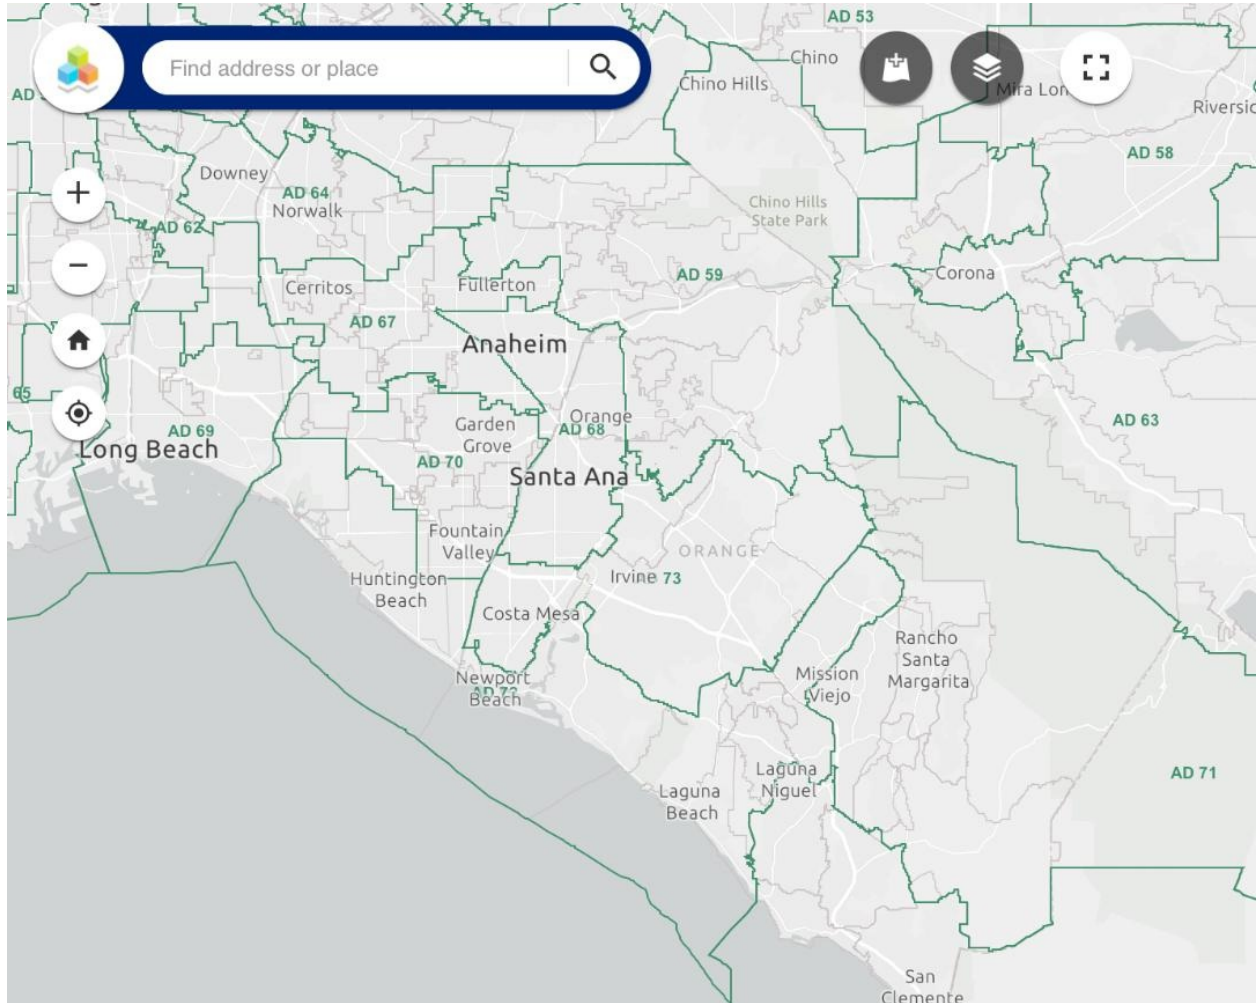 AD 53
Find address or place
Chino
Chino Hills
Mira Lon
Riversic
AD
AD 58
Downey
AD 64
Norwalk
Chino Hills
State Park
AD 62
Corona
AD 59
Cerritos
Fullerton
AD 67
Anaheim
65
Orange
AD 63
Garden
Grove
AD 68
AD 69
Long Beach
AD 70
Santa Ana
Fountain
Valley
ORANGE
Huntington
Beach
Irvine 73
Costa Mesa
Rancho
Santa
Margarita
Mission
Viejo
Newport
Beach
AD 72
AD 71
Laguna
Niguel
Laguna
Beach
San
Clemente